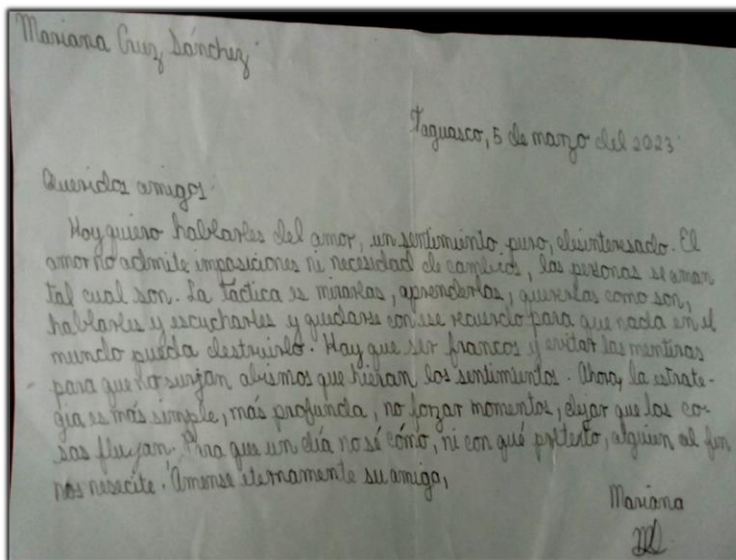 Mariana Cruz Sánchez
Taguasco, 5 de marzo del 2023
Queridos amigos:
Hoy quiero hablarles del amor, un sentimiento puro, desinteresado. El
amor no admite imposiciones ni necesidad de cambios, las personas se aman
tal cual son. La táctica es mirarlas, aprenderlas, quererlas como son,
hablarles y escucharles y quedarse con ese recuerdo para que nada en el
mundo pueda destruirlo. Hay que ser francos y evitar las mentiras
para que no surjan abismos que hieran los sentimientos. Ahora, la estrate-
gia es más simple, más profunda, no forzar momentos, dejar que las co-
sas fluyan. Para que un día no sé cómo, ni con qué pretexto, alguien al fin
nos nesecite. Ámense eternamente su amiga,
Mariana